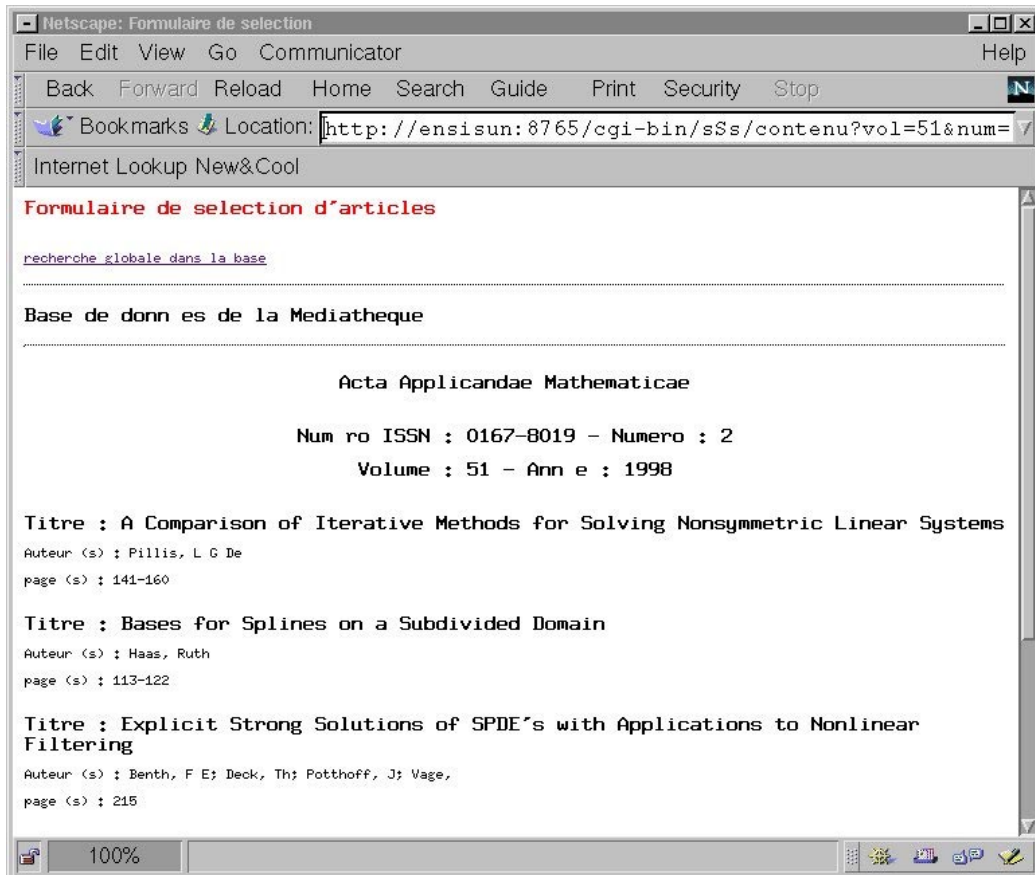 Netscape: Formulaire de selection
File Edit View Go Communicator Help
Back Forward Reload Home Search Guide Print Security Stop N
Bookmarks Location: http://ensisun:8765/cgi-bin/sSs/contenu?vol=51&num=
Internet Lookup New&Cool
Formulaire de selection d'articles
recherche globale dans la base
Base de donn es de la Mediatheque
Acta Applicandae Mathematicae
Num ro ISSN : 0167-8019 - Numero : 2
Volume : 51 - Ann e : 1998
Titre : A Comparison of Iterative Methods for Solving Nonsymmetric Linear Systems
Auteur (s) : Pillis, L G De
page (s) : 141-160
Titre : Bases for Splines on a Subdivided Domain
Auteur (s) : Haas, Ruth
page (s) : 113-122
Titre : Explicit Strong Solutions of SPDE's with Applications to Nonlinear
Filtering
Auteur (s) : Benth, F E; Deck, Th; Potthoff, J; Vage,
page (s) : 215
100%